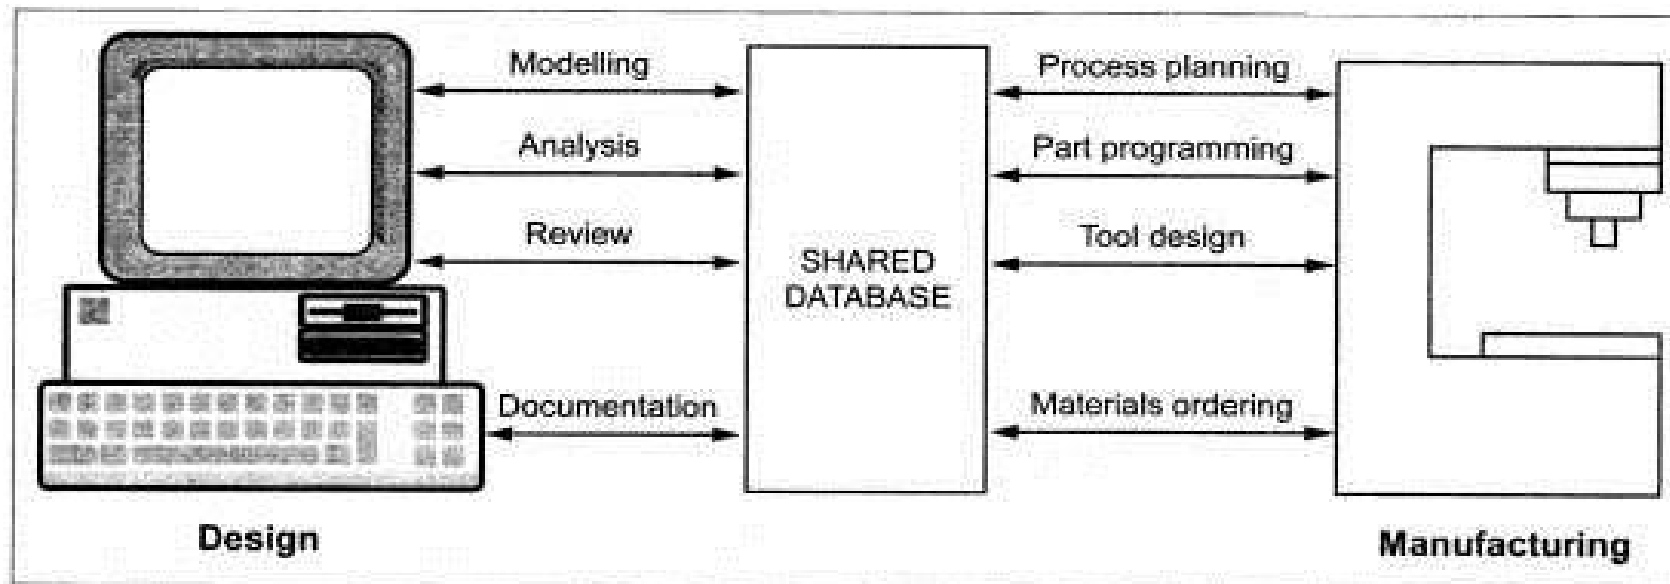 Modelling
Analysis
Review
Documentation
SHARED
DATABASE
Process planning
Part programming
Tool design
Materials ordering
Design
Manufacturing